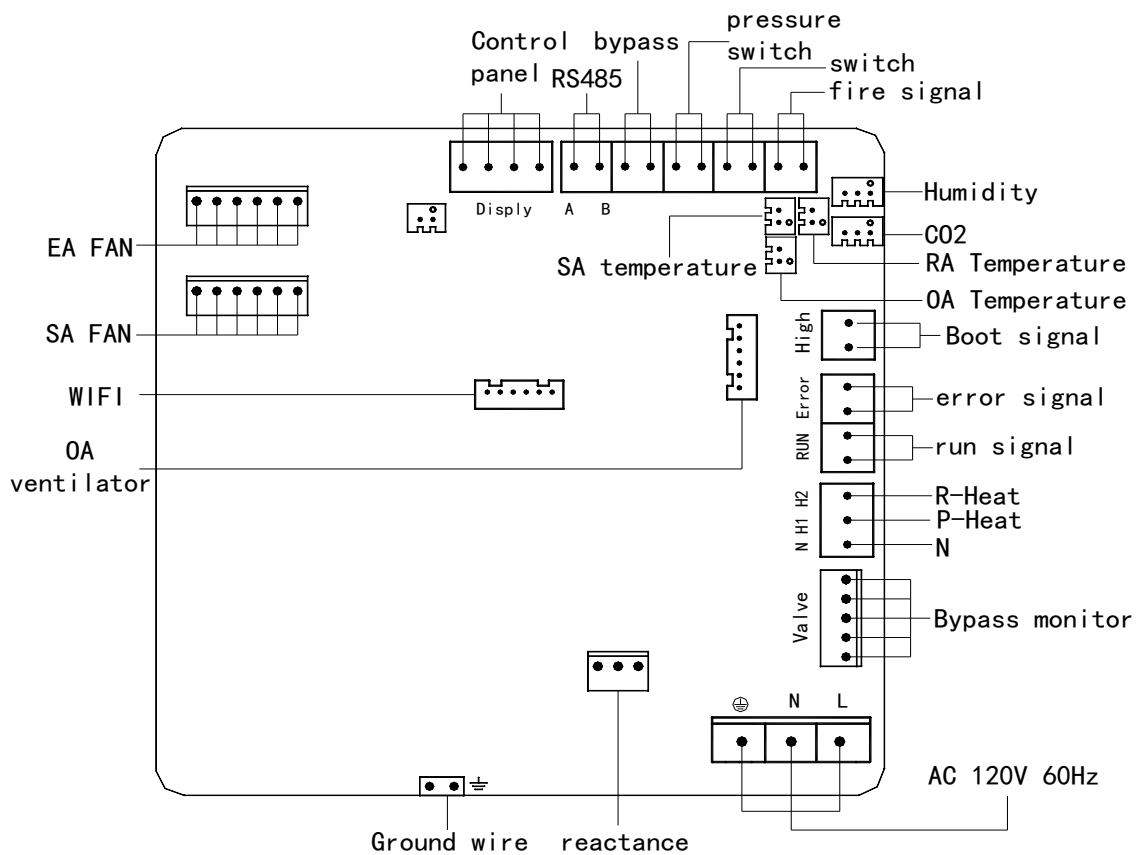 pressure
switch
Control
panel
bypass
RS485
switch
fire signal
Disply
A
B
Humidity
CO2
RA Temperature
SA temperature
OA Temperature
EA FAN
SA FAN
WIFI
OA
ventilator
High
Boot signal
Error
error signal
RUN
run signal
N H1 H2
R-Heat
P-Heat
N
Valve
Bypass monitor
N
L
AC 120V 60Hz
Ground wire
reactance